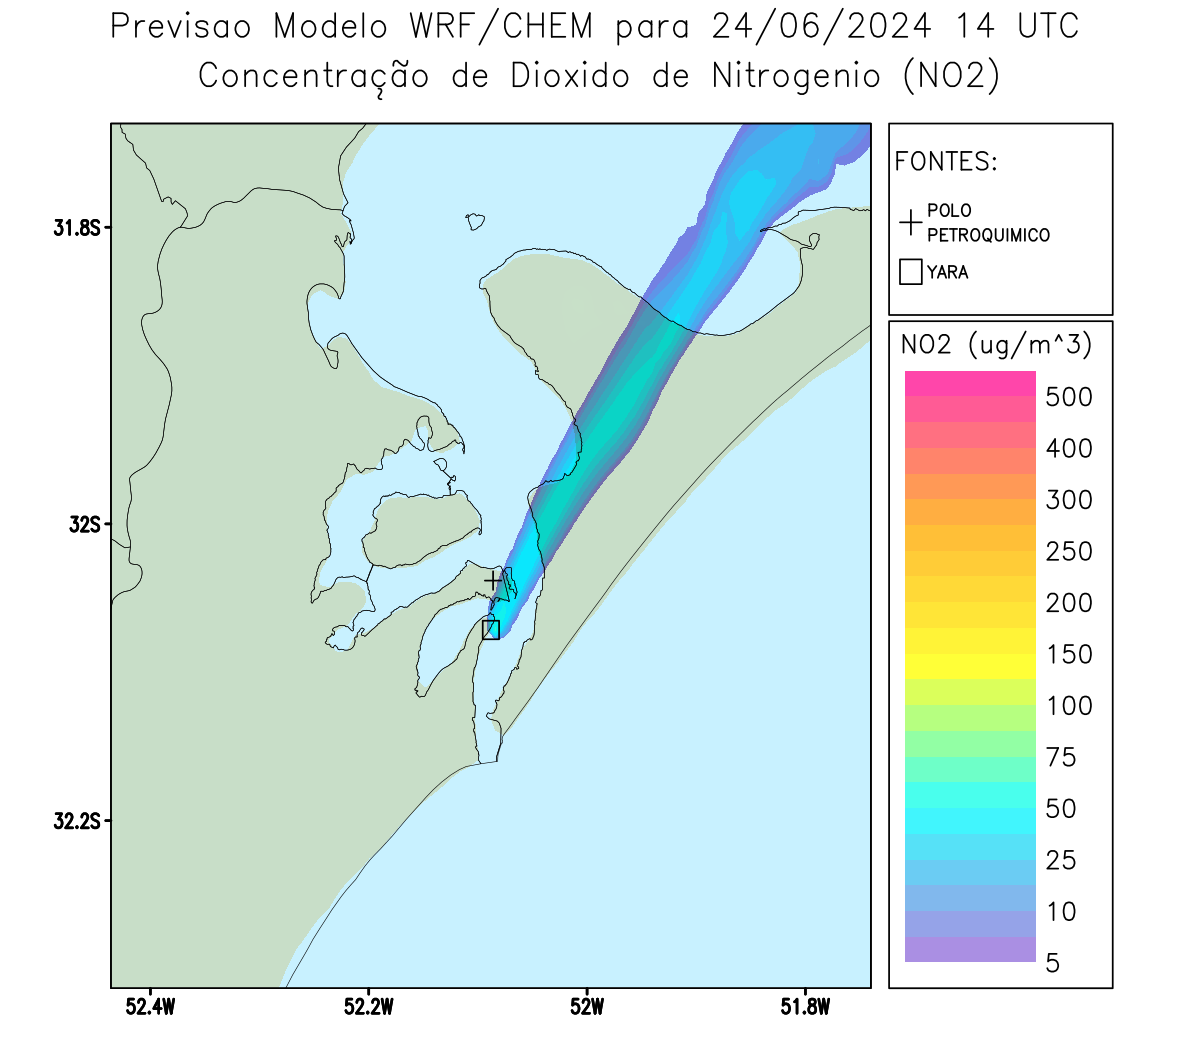 Previsao Modelo WRF/CHEM para 24/06/2024 14 UTC
Concentração de Dioxido de Nitrogenio (NO2)
FONTES:
POLO
PETROQUIMICO
YARA
31.8S
32S
32.2S
52.4W
52.2W
52W
51.8W
NO2 (ug/m^3)
500
400
300
250
200
150
100
75
50
25
10
5